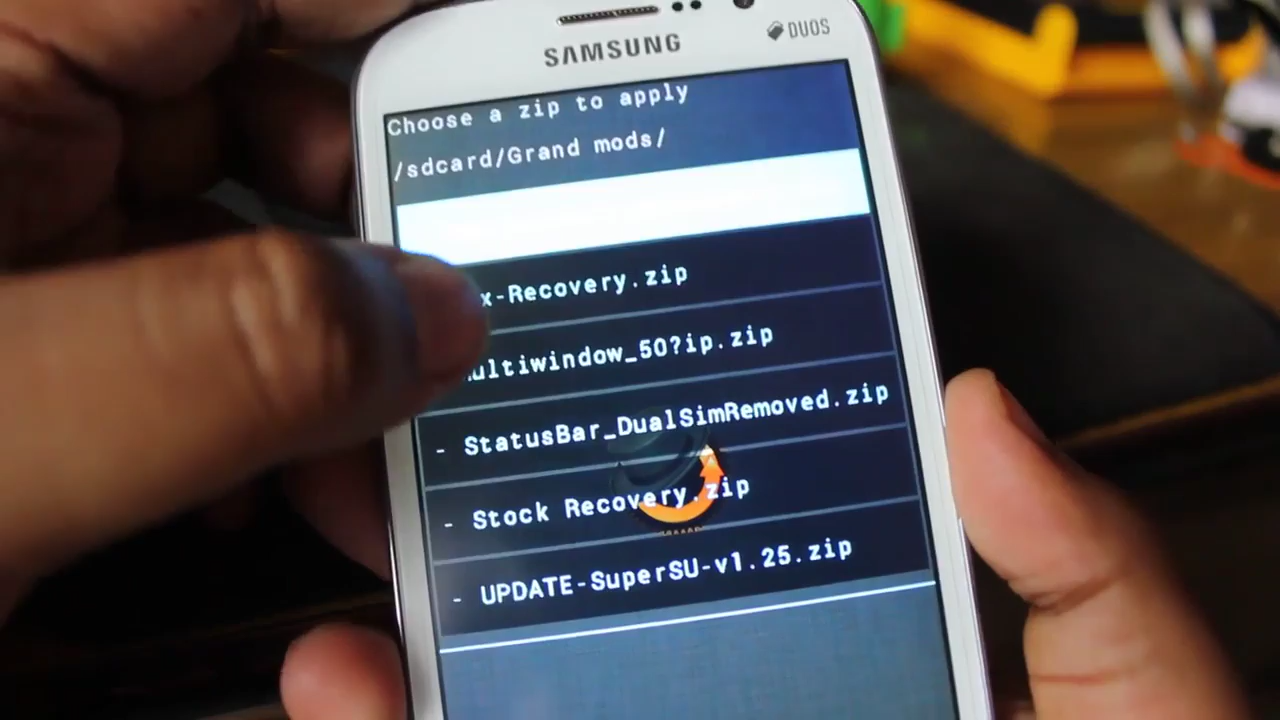 SAMSUNG
DUOS
Choose a zip to apply
/sdcard/Grand mods/
x-Recovery.zip
ultiwindow_50?ip.zip
- StatusBar_DualSimRemoved.zip
- Stock Recovery.zip
- UPDATE-SuperSU-v1.25.zip